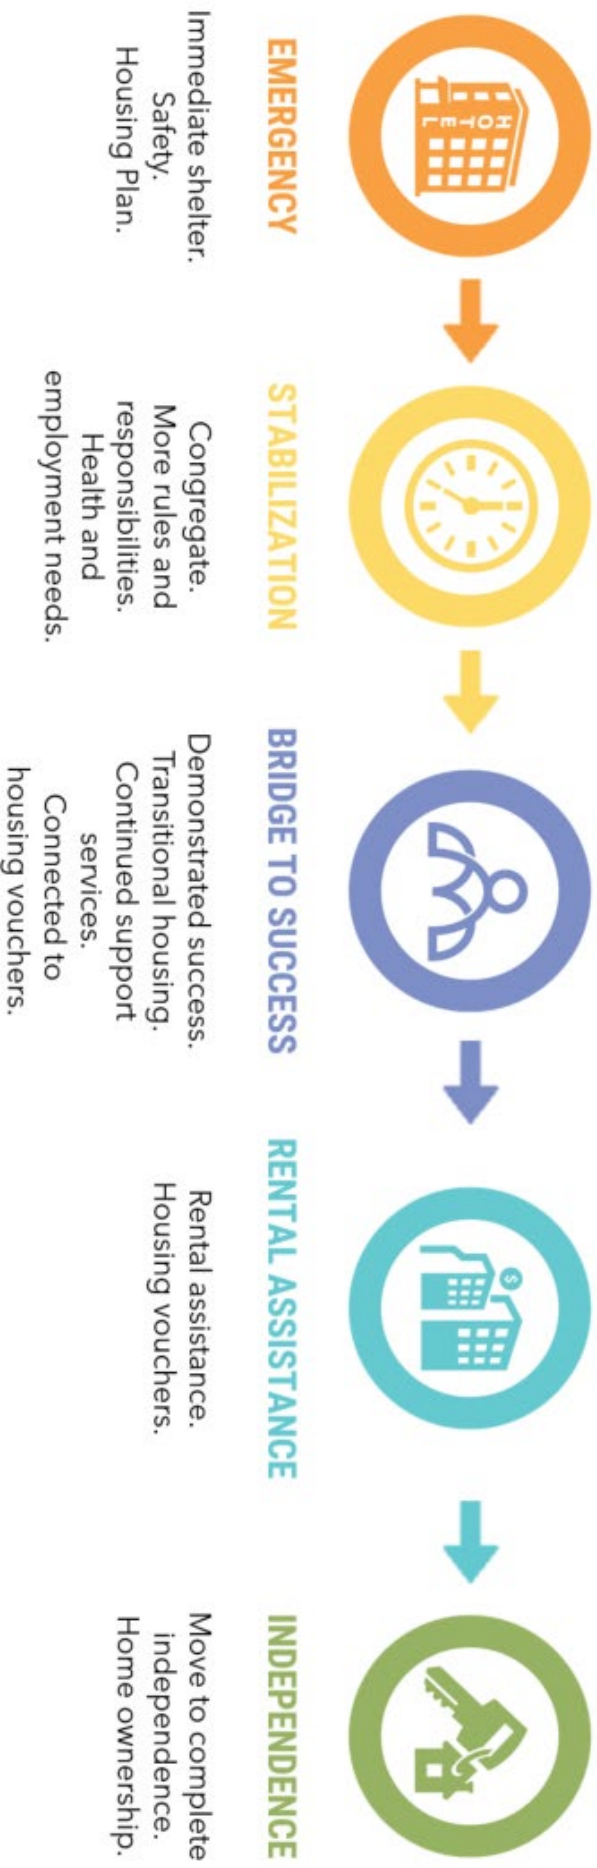 HOTEL
EMERGENCY
Immediate shelter.
Safety.
Housing Plan.
STABILIZATION
Congregate.
More rules and
responsibilities.
Health and
employment needs.
BRIDGE TO SUCCESS
Demonstrated success.
Transitional housing.
Continued support
services.
Connected to
housing vouchers.
$
RENTAL ASSISTANCE
Rental assistance.
Housing vouchers.
INDEPENDENCE
Move to complete
independence.
Home ownership.